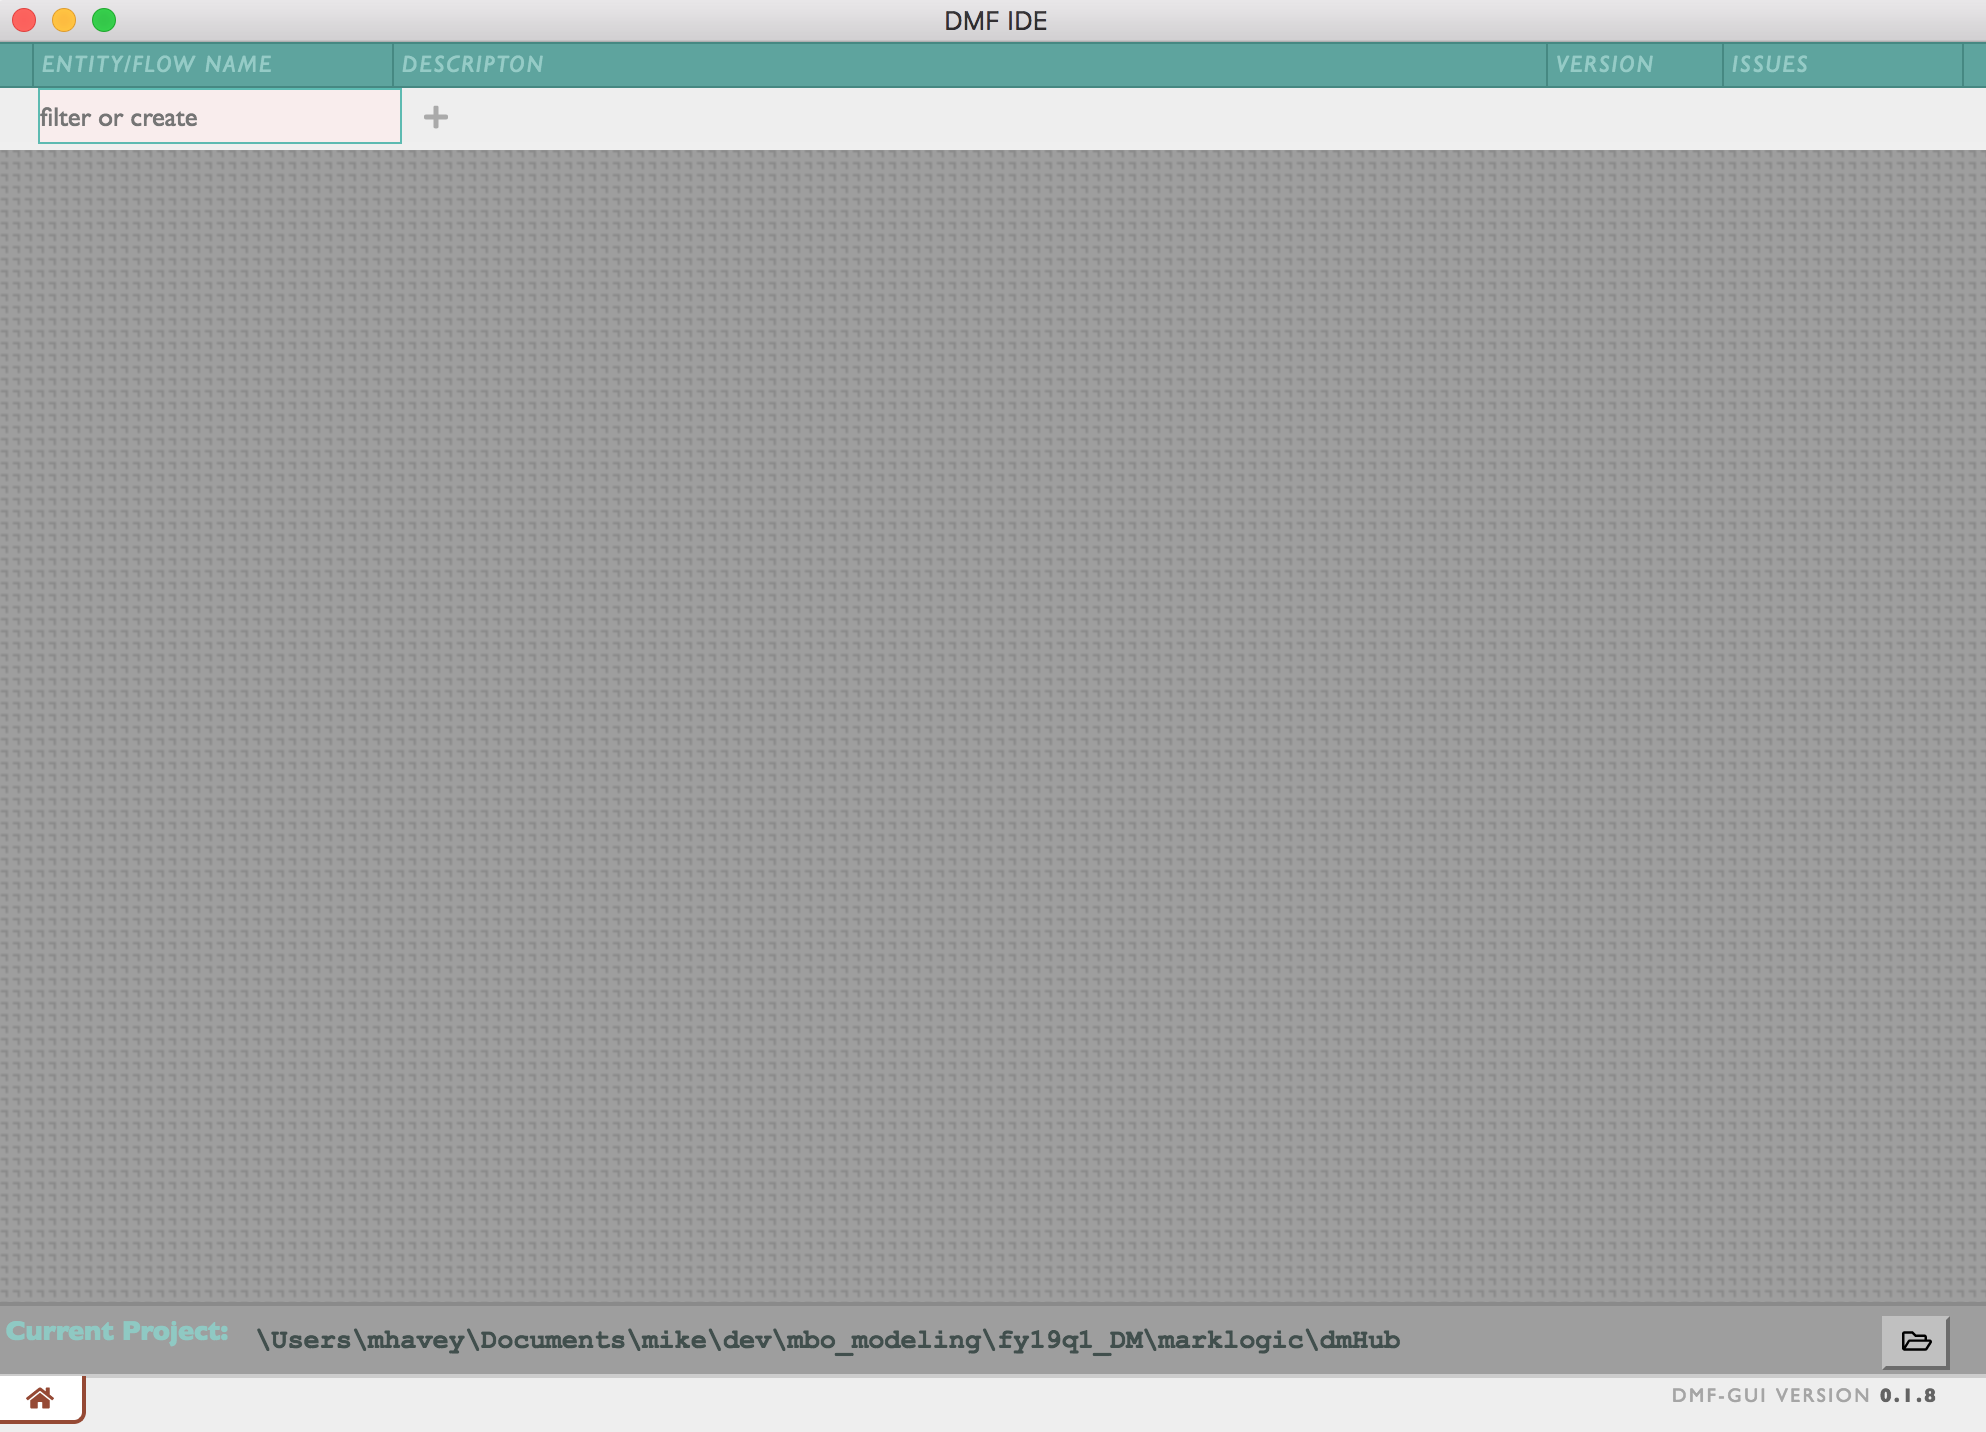 DMF IDE
ENTITY/FLOW NAME DESCRIPTON VERSION ISSUES
filter or create
Current Project: \Users\mhavey\Documents\mike\dev\mbo_modeling\fy19q1_DM\marklogic\dmHub
DMF-GUI VERSION 0.1.8